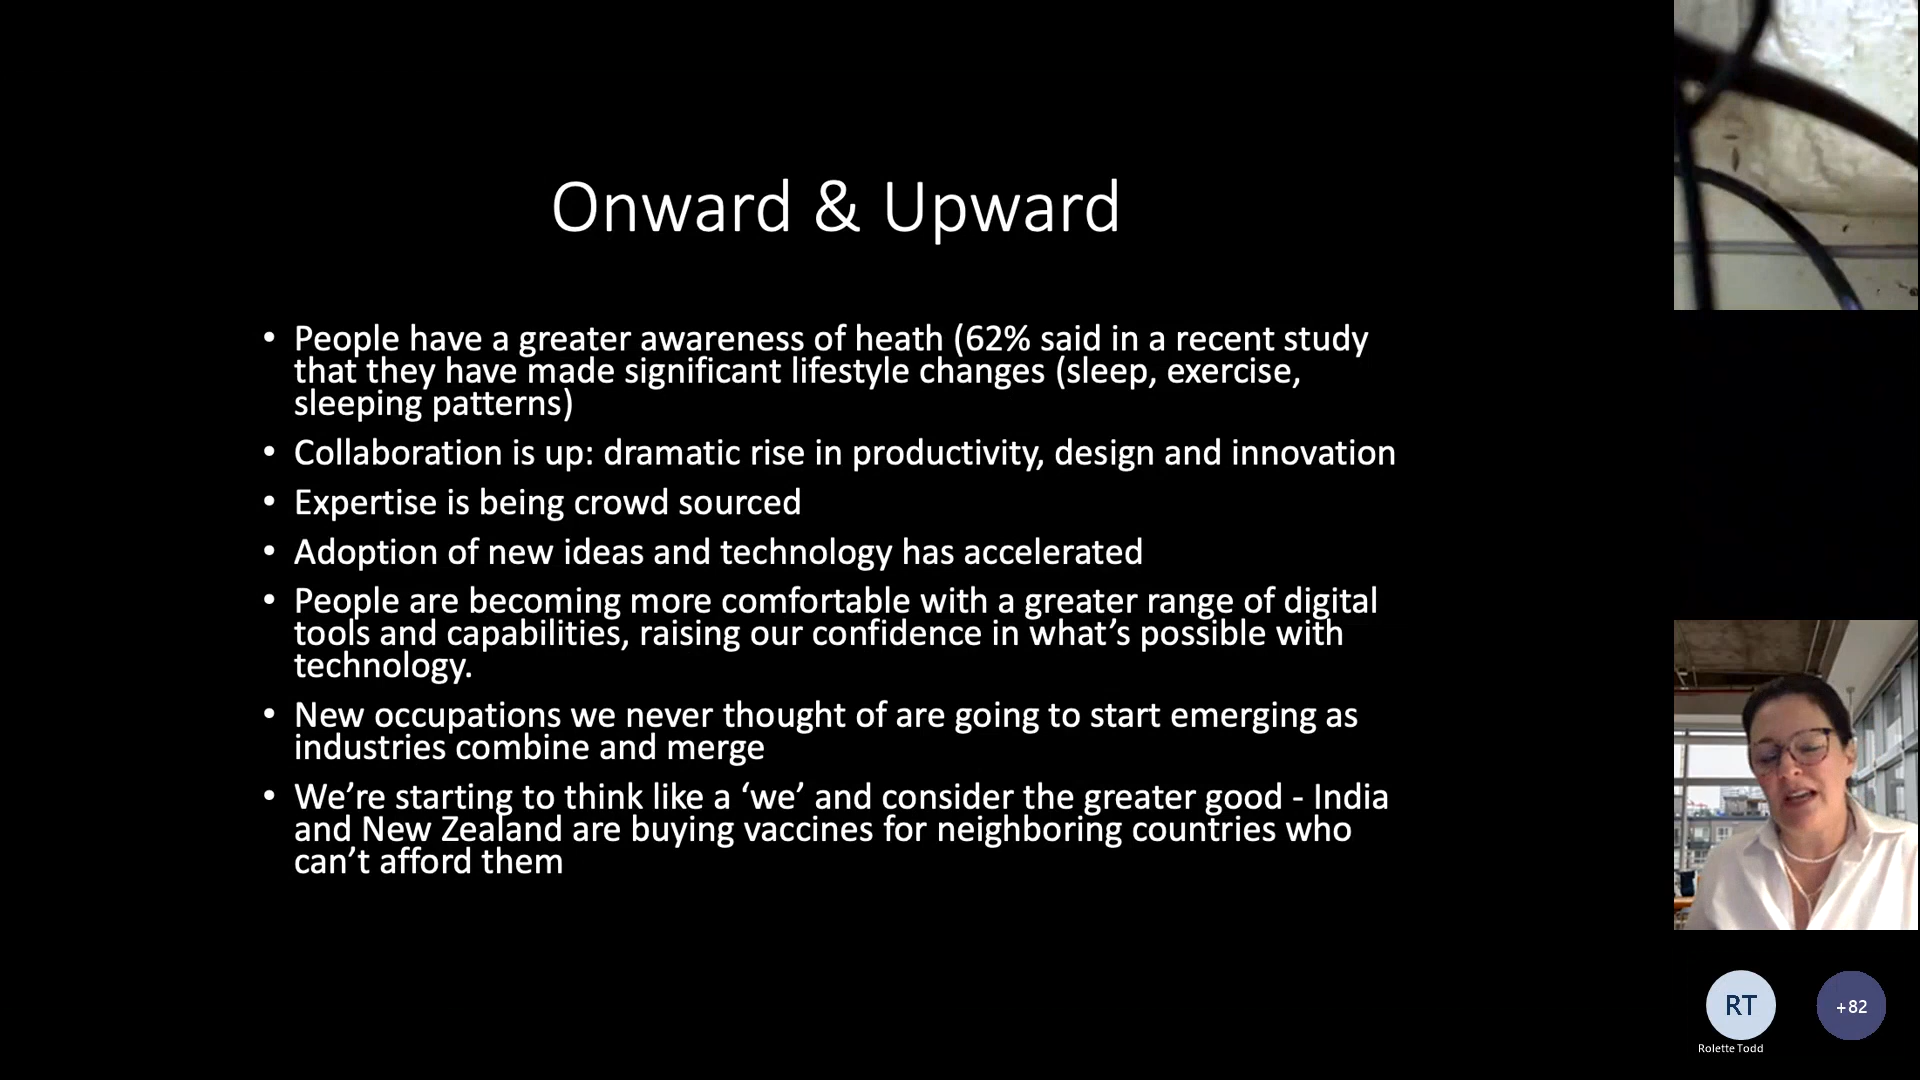 Onward & Upward
• People have a greater awareness of heath (62% said in a recent study
that they have made significant lifestyle changes (sleep, exercise,
sleeping patterns)
• Collaboration is up: dramatic rise in productivity, design and innovation
• Expertise is being crowd sourced
• Adoption of new ideas and technology has accelerated
• People are becoming more comfortable with a greater range of digital
tools and capabilities, raising our confidence in what’s possible with
technology.
• New occupations we never thought of are going to start emerging as
industries combine and merge
• We’re starting to think like a ‘we’ and consider the greater good - India
and New Zealand are buying vaccines for neighboring countries who
can’t afford them
RT
+82
Rolette Todd